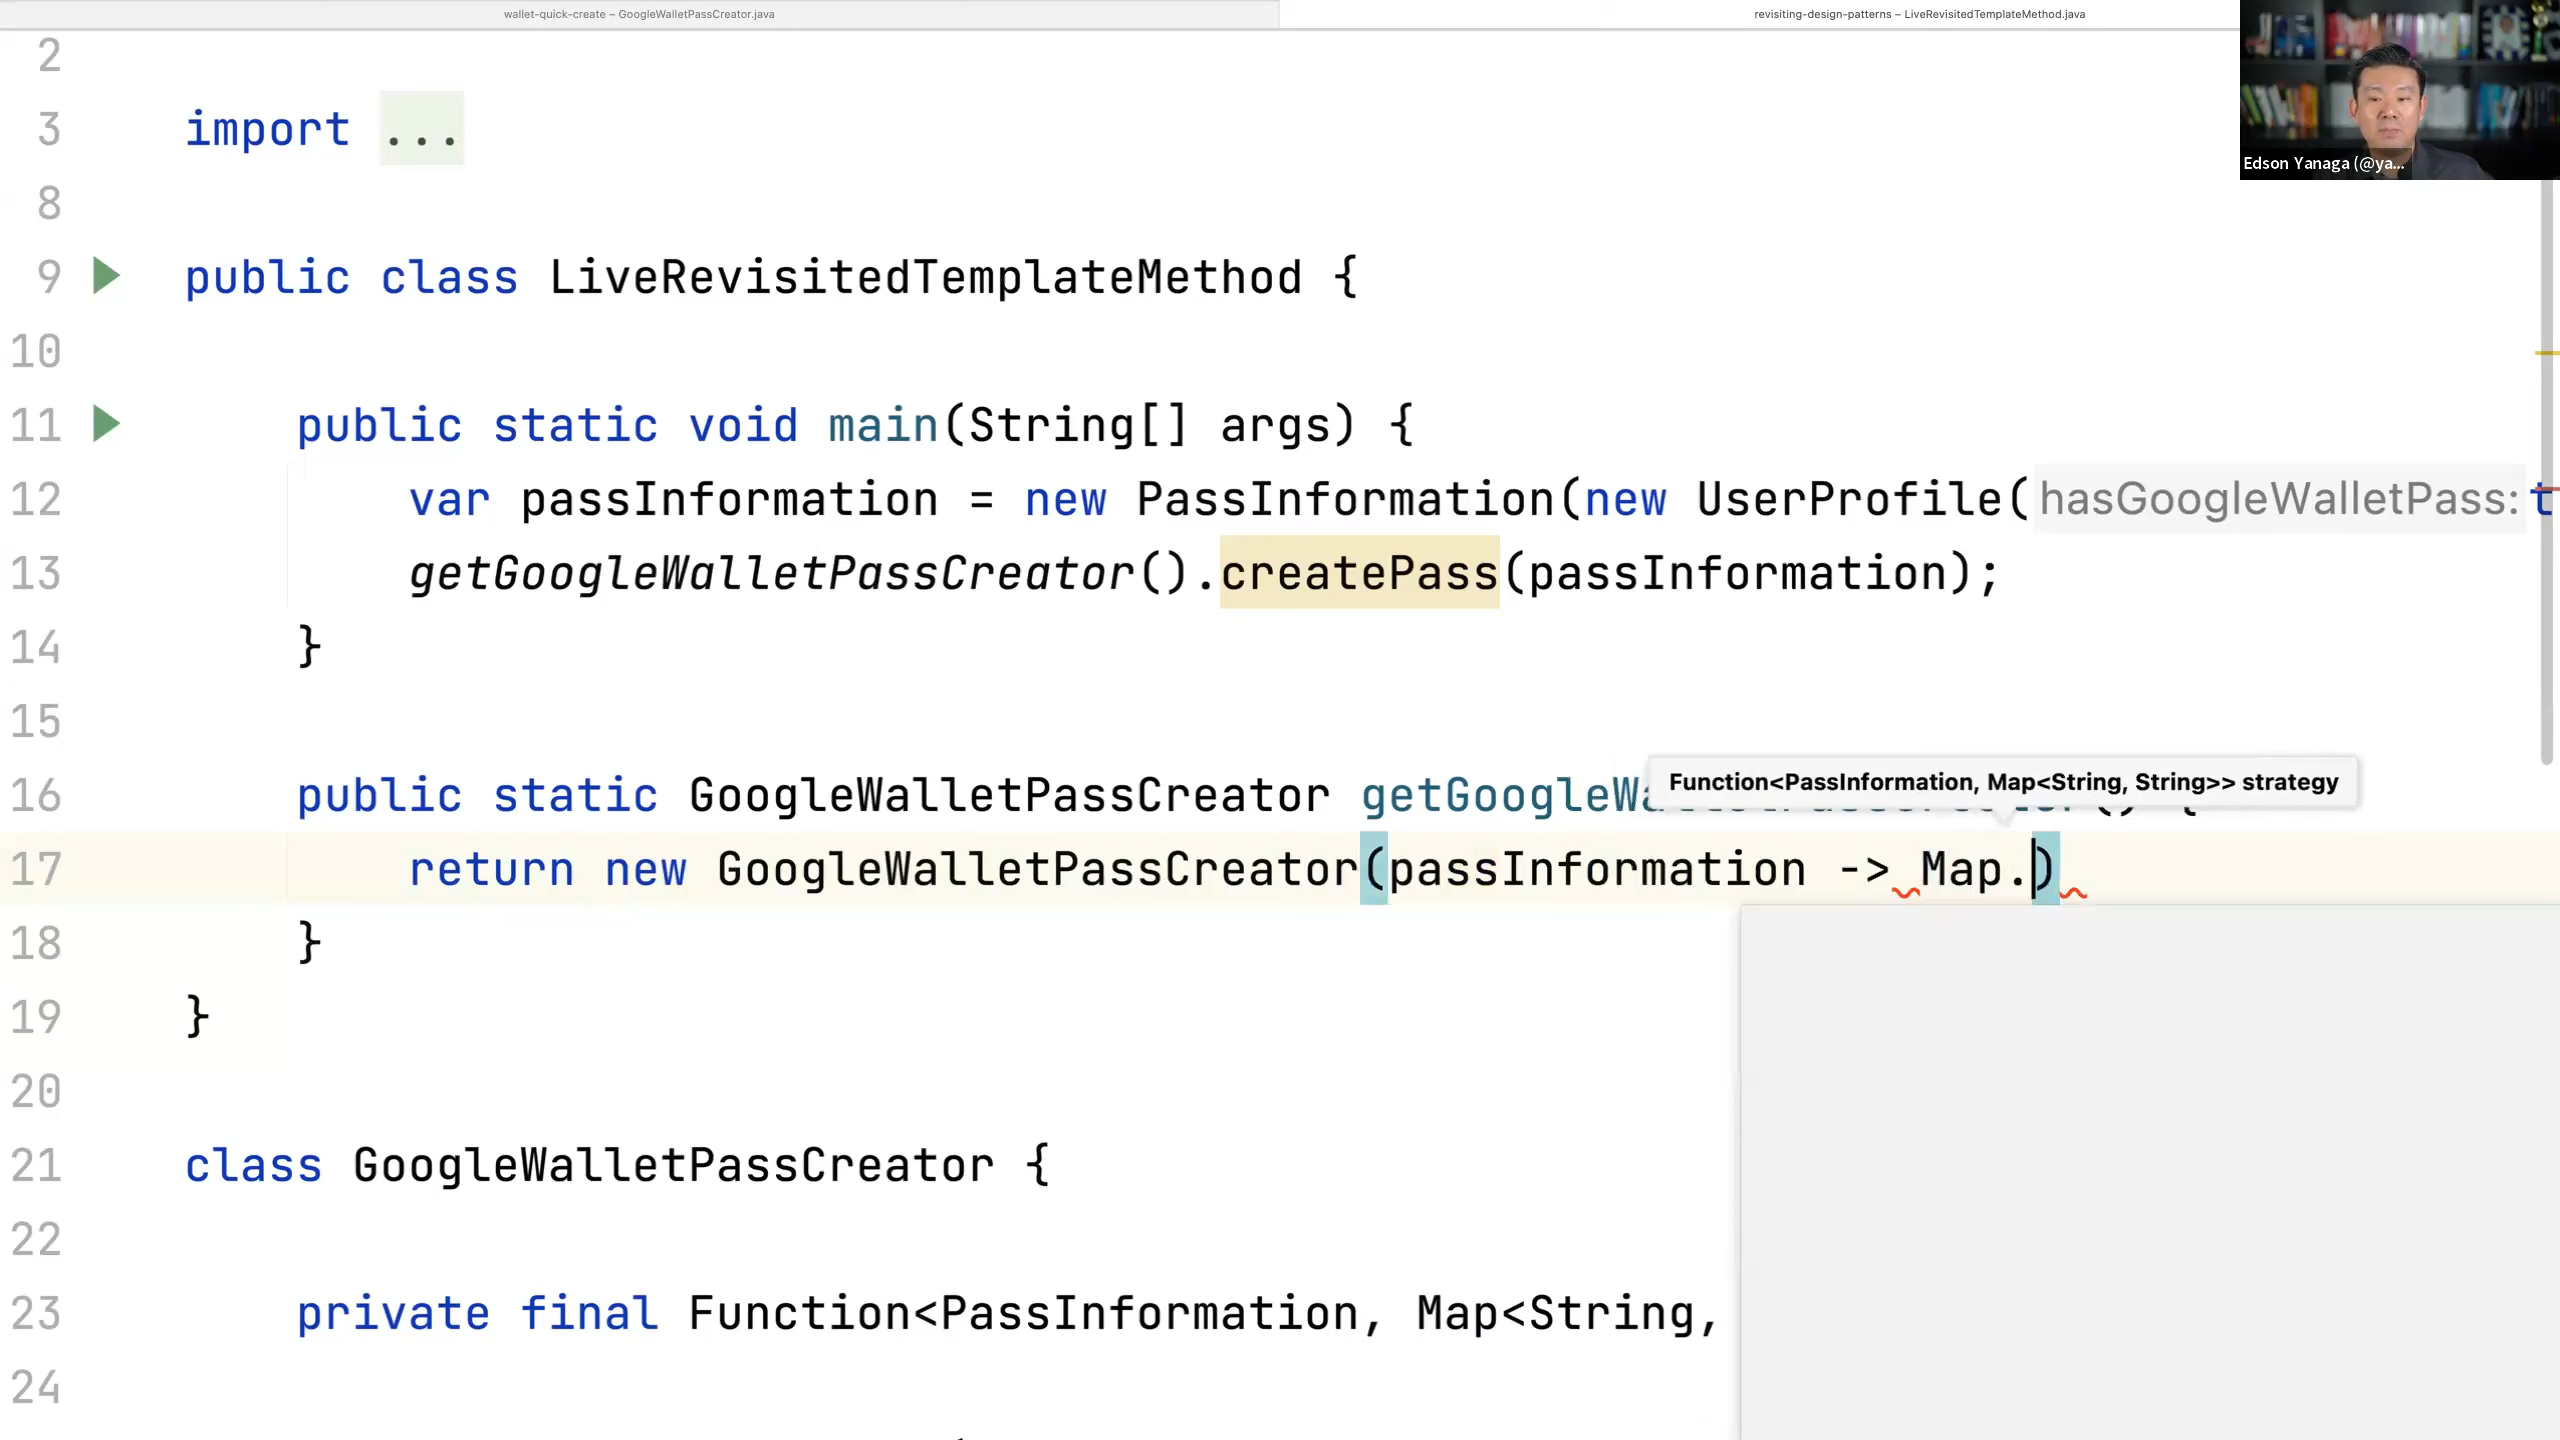 wallet-quick-create – GoogleWalletPassCreator.java
revisiting-design-patterns – LiveRevisitedTemplateMethod.java
Edson Yanaga (@ya...
2
3 import ...
8
9 public class LiveRevisitedTemplateMethod {
10
11 public static void main(String[] args) {
12 var passInformation = new PassInformation(new UserProfile( hasGoogleWalletPass: t
13 getGoogleWalletPassCreator().createPass(passInformation);
14 }
15
Function<PassInformation, Map<String, String>> strategy
16 public static GoogleWalletPassCreator getGoogleW
17 return new GoogleWalletPassCreator(passInformation -> Map.)
18 }
19 }
20
21 class GoogleWalletPassCreator {
22
23 private final Function<PassInformation, Map<String,
24